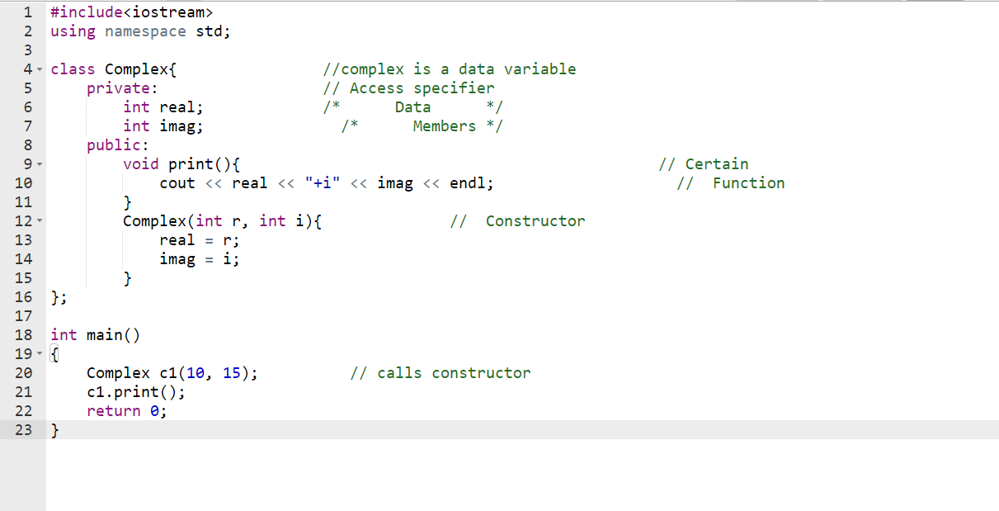 1 #include<iostream>
2 using namespace std;
3
4 class Complex{ //complex is a data variable
5 private: // Access specifier
6 int real; /* Data */
7 int imag; /* Members */
8 public:
9 void print(){ // Certain
10 cout << real << "+i" << imag << endl; // Function
11 }
12 Complex(int r, int i){ // Constructor
13 real = r;
14 imag = i;
15 }
16 };
17
18 int main()
19 {
20 Complex c1(10, 15); // calls constructor
21 c1.print();
22 return 0;
23 }